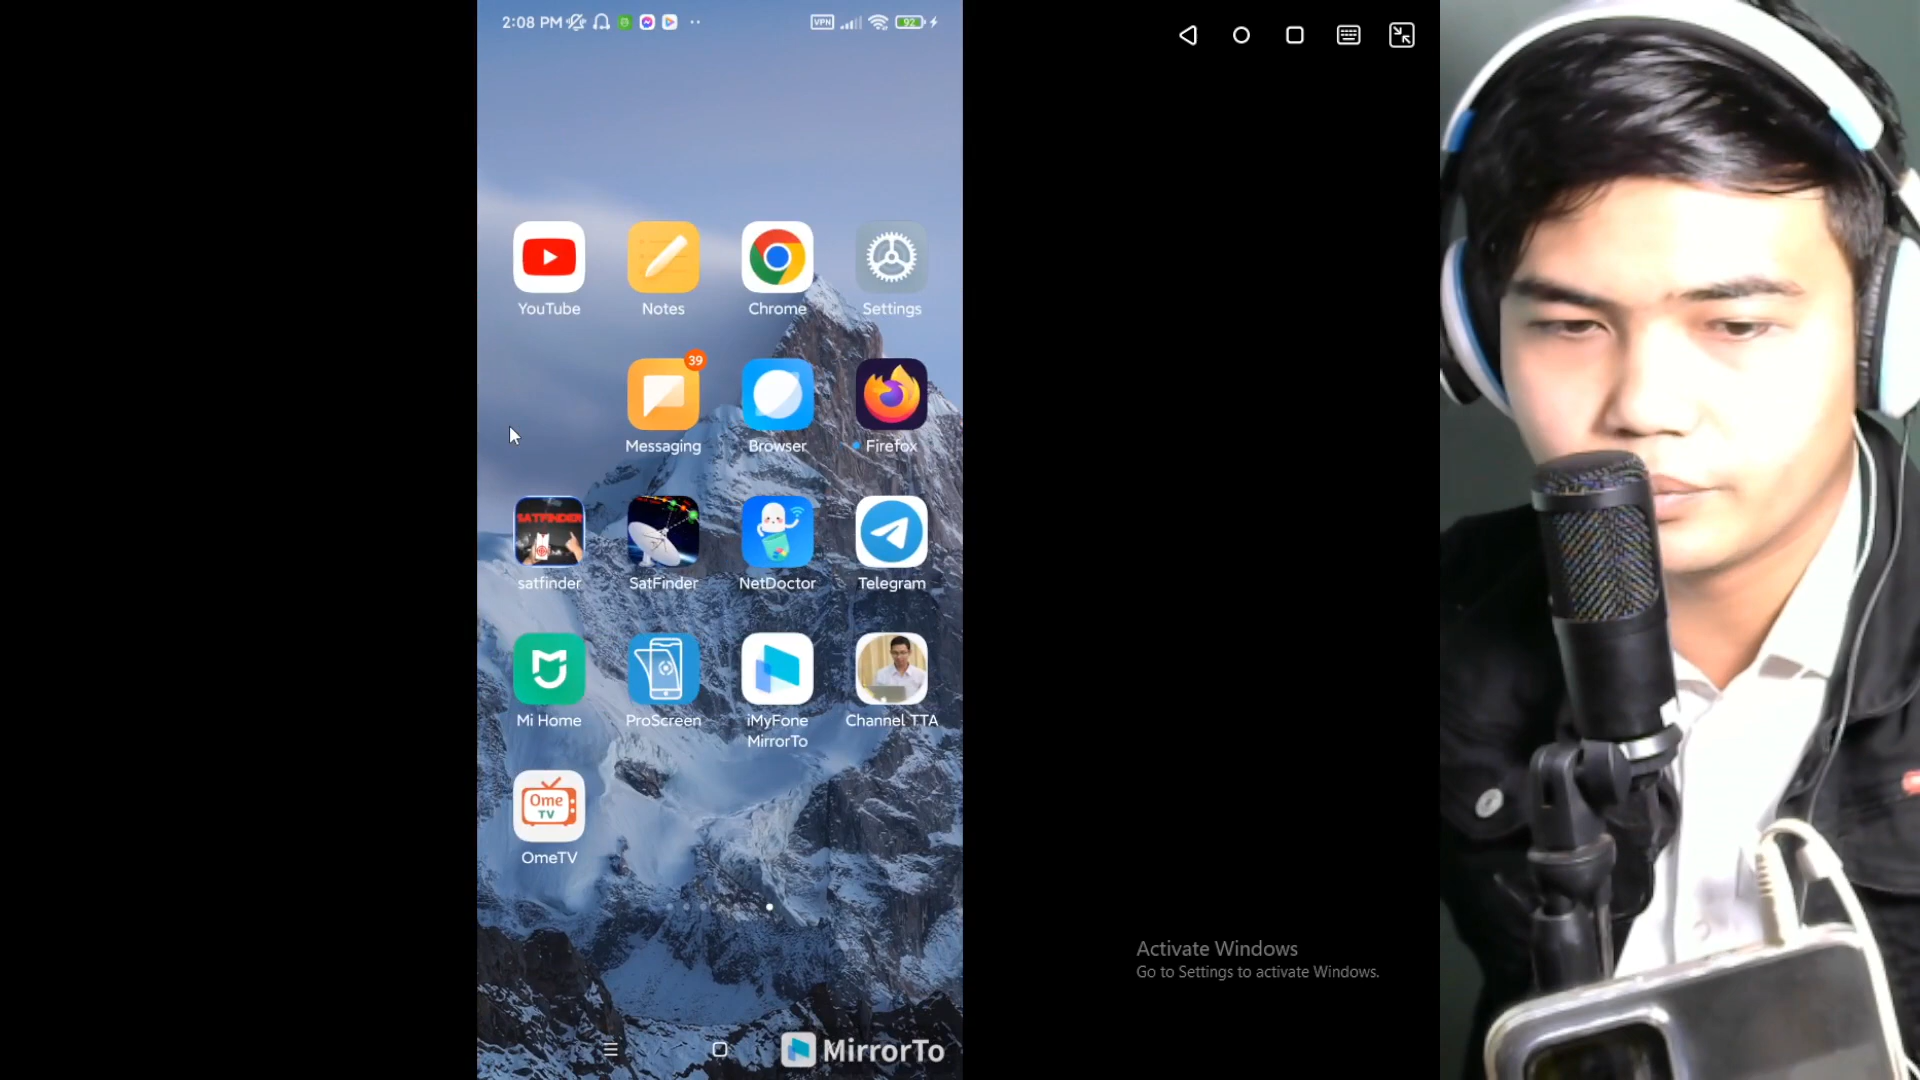 2:08 PM
VPN
92
YouTube
Notes
Chrome
Settings
39
Messaging
Browser
Firefox
SATFINDER
satfinder
SatFinder
NetDoctor
Telegram
Mi Home
ProScreen
iMyFone
MirrorTo
Channel TTA
Ome
TV
OmeTV
Activate Windows
Go to Settings to activate Windows.
MirrorTo